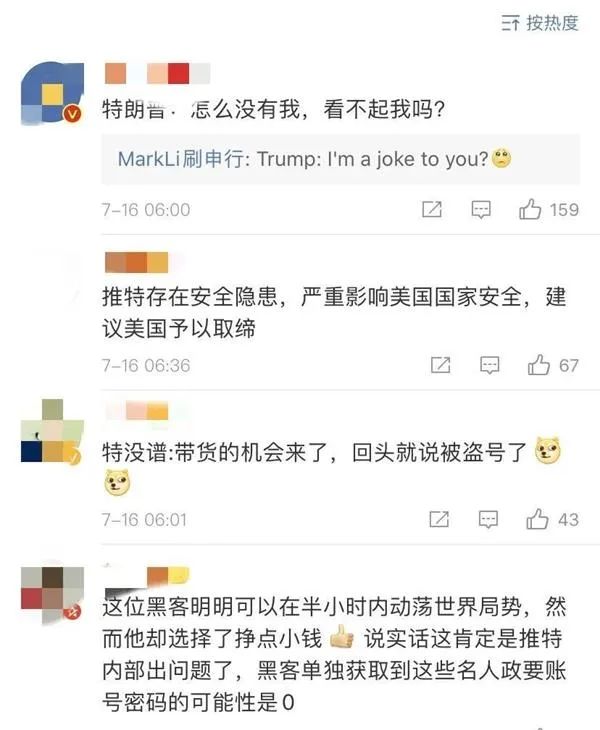 按热度
特朗普：怎么没有我，看不起我吗？
MarkLi刷申行: Trump: I'm a joke to you?
7-16 06:00
159
推特存在安全隐患，严重影响美国国家安全，建
议美国予以取缔
7-16 06:36
67
特没谱:带货的机会来了，回头就说被盗号了
7-16 06:01
43
这位黑客明明可以在半小时内动荡世界局势，然
而他却选择了挣点小钱 说实话这肯定是推特
内部出问题了，黑客单独获取到这些名人政要账
号密码的可能性是0